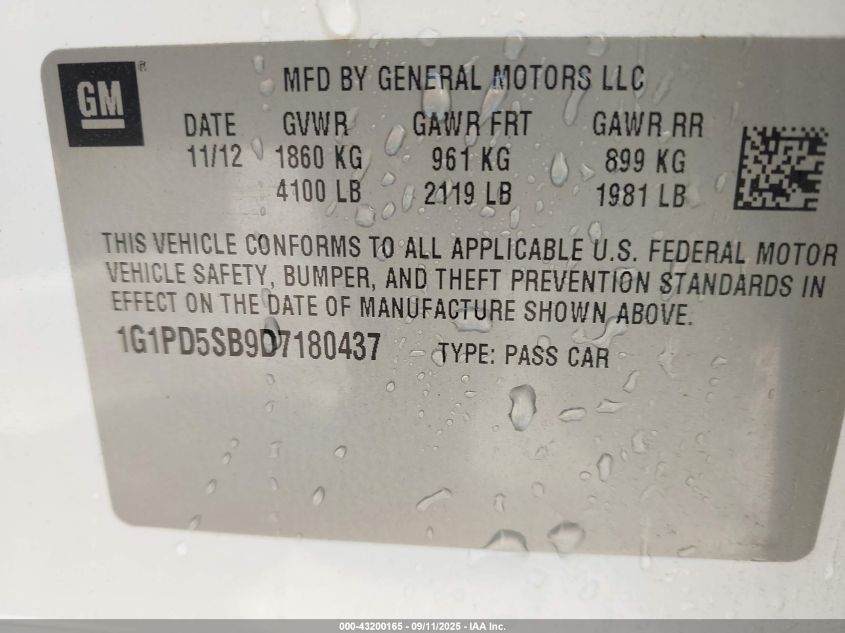 GM ®
MFD BY GENERAL MOTORS LLC
DATE GVWR GAWR FRT GAWR RR
11/12 1860 KG 961 KG 899 KG
4100 LB 2119 LB 1981 LB
THIS VEHICLE CONFORMS TO ALL APPLICABLE U.S. FEDERAL MOTOR
VEHICLE SAFETY, BUMPER, AND THEFT PREVENTION STANDARDS IN
EFFECT ON THE DATE OF MANUFACTURE SHOWN ABOVE.
1G1PD5SB9D7180437 TYPE: PASS CAR
000-43200165 - 09/11/2025 - IAA Inc.